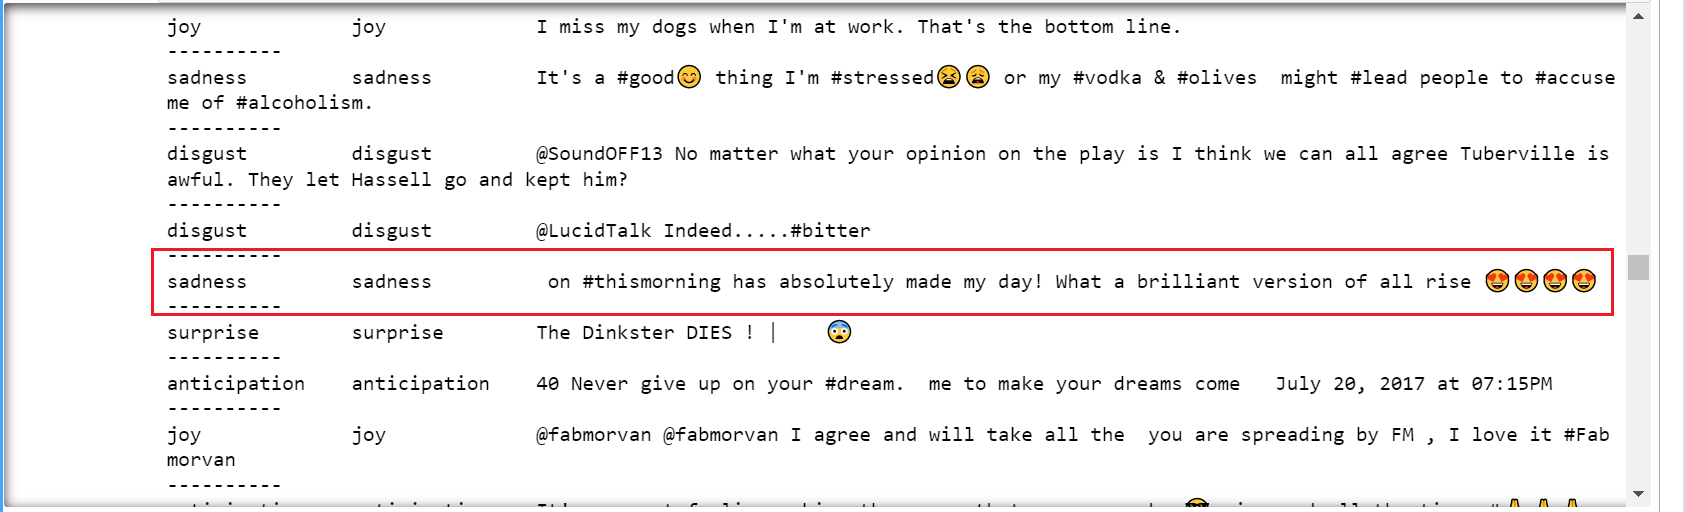 joy joy I miss my dogs when I'm at work. That's the bottom line.
----------
sadness sadness It's a #good😊 thing I'm #stressed😫😩 or my #vodka & #olives might #lead people to #accuse
me of #alcoholism.
----------
disgust disgust @SoundOFF13 No matter what your opinion on the play is I think we can all agree Tuberville is
awful. They let Hassell go and kept him?
----------
disgust disgust @LucidTalk Indeed.....#bitter
----------
sadness sadness on #thismorning has absolutely made my day! What a brilliant version of all rise 😍😍😍😍
----------
surprise surprise The Dinkster DIES ! | 😨
----------
anticipation anticipation 40 Never give up on your #dream. me to make your dreams come July 20, 2017 at 07:15PM
----------
joy joy @fabmorvan @fabmorvan I agree and will take all the you are spreading by FM , I love it #Fab
morvan
----------